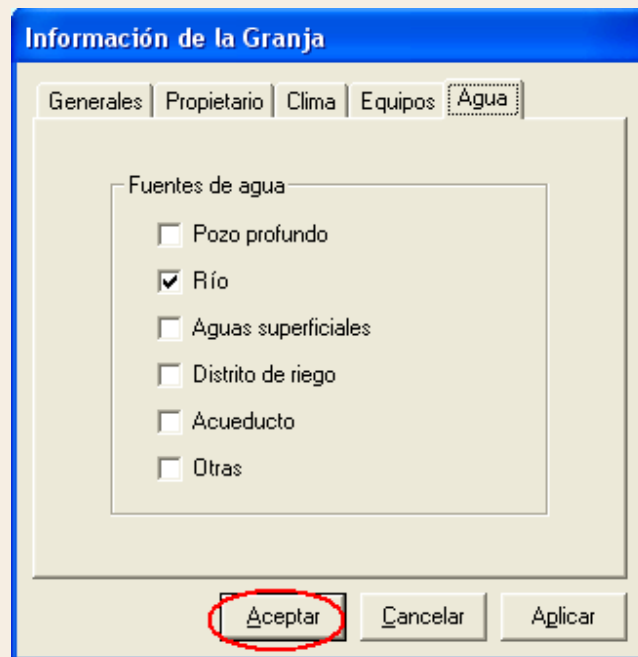 Información de la Granja
Generales Propietario Clima Equipos Agua
Fuentes de agua
Pozo profundo
Río
Aguas superficiales
Distrito de riego
Acueducto
Otras
Aceptar Cancelar Aplicar